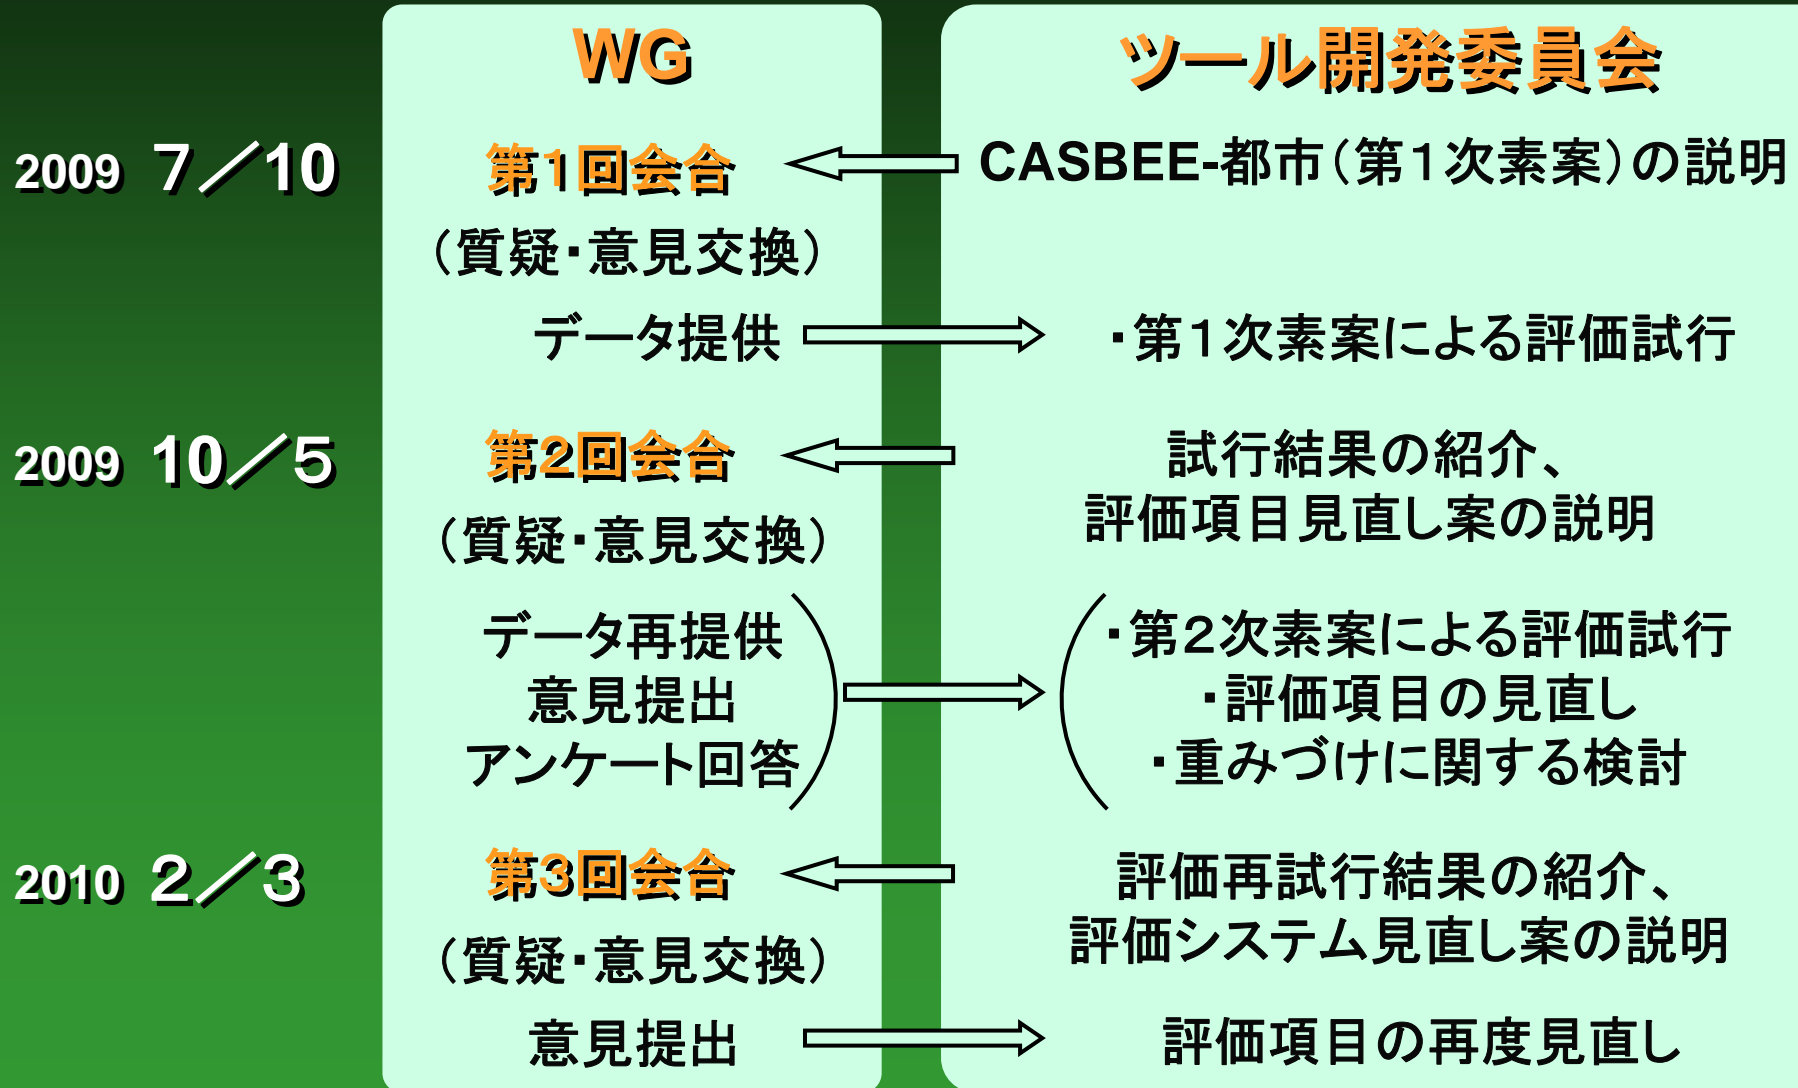 WG
ツール開発委員会
2009 7／10
第1回会合
CASBEE-都市（第１次素案）の説明
（質疑・意見交換）
データ提供
・第１次素案による評価試行
2009 10／5
第2回会合
試行結果の紹介、
評価項目見直し案の説明
（質疑・意見交換）
データ再提供
意見提出
アンケート回答
・第２次素案による評価試行
・評価項目の見直し
・重みづけに関する検討
2010 2／3
第3回会合
評価再試行結果の紹介、
評価システム見直し案の説明
（質疑・意見交換）
意見提出
評価項目の再度見直し